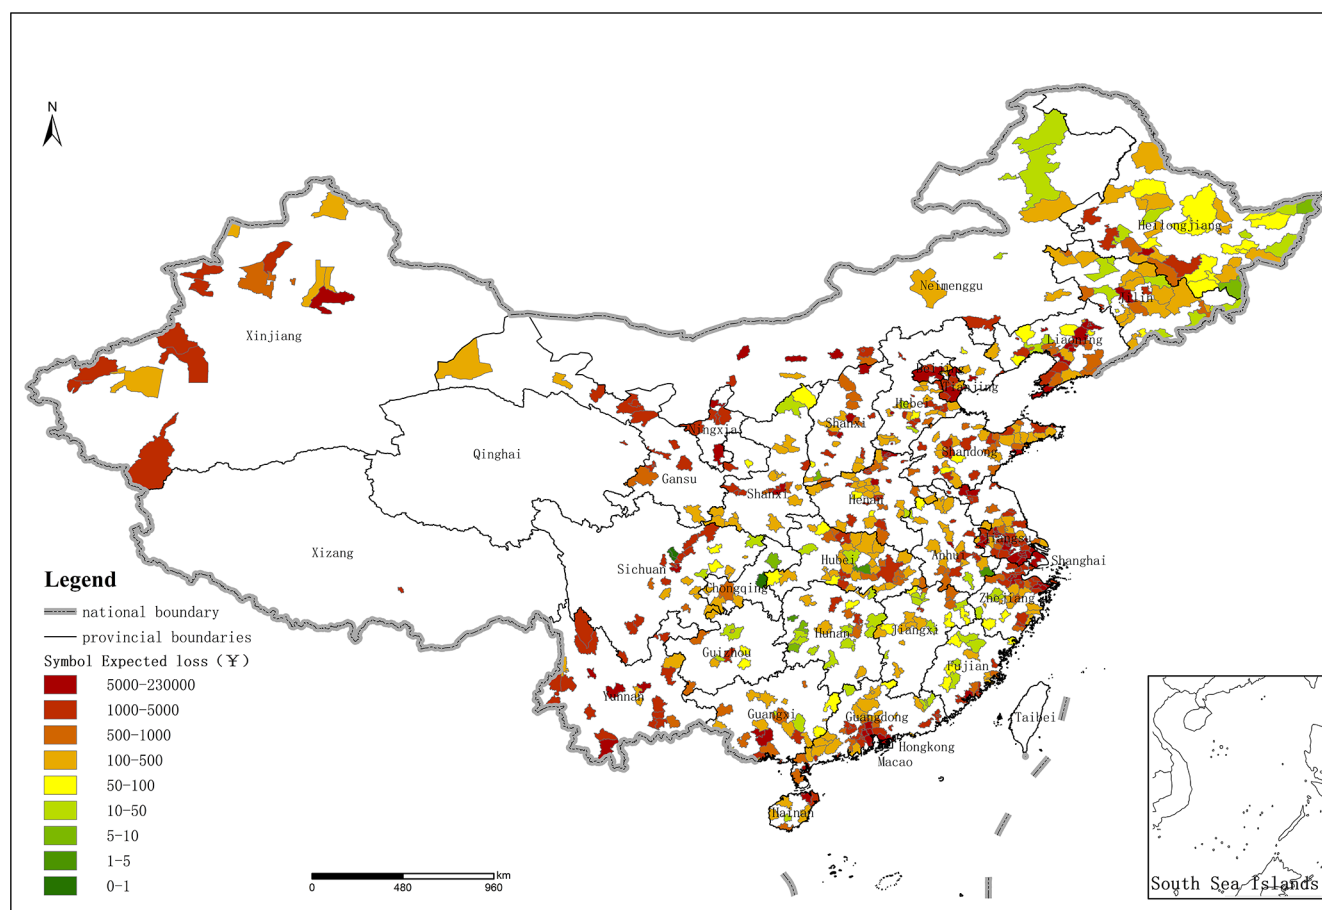 N
Heilongjiang
Neimenggu
Jilin
Xinjiang
Liaoning
Beijing
Tianjing
Hebei
Shanxi
Ningxia
Shandong
Qinghai
Gansu
Shanxi
Henan
Jiangsu
Xizang
Anhui
Shanghai
Hubei
Sichuan
Chongqing
Zhejiang
Hunan
Jiangxi
Guizhou
Fujian
Yunnan
Guangxi
Guangdong
Taibei
Hongkong
Macao
Hainan
Legend
national boundary
provincial boundaries
Symbol Expected loss (¥)
5000-230000
1000-5000
500-1000
100-500
50-100
10-50
5-10
1-5
0-1
km
0 480 960
South Sea Islands